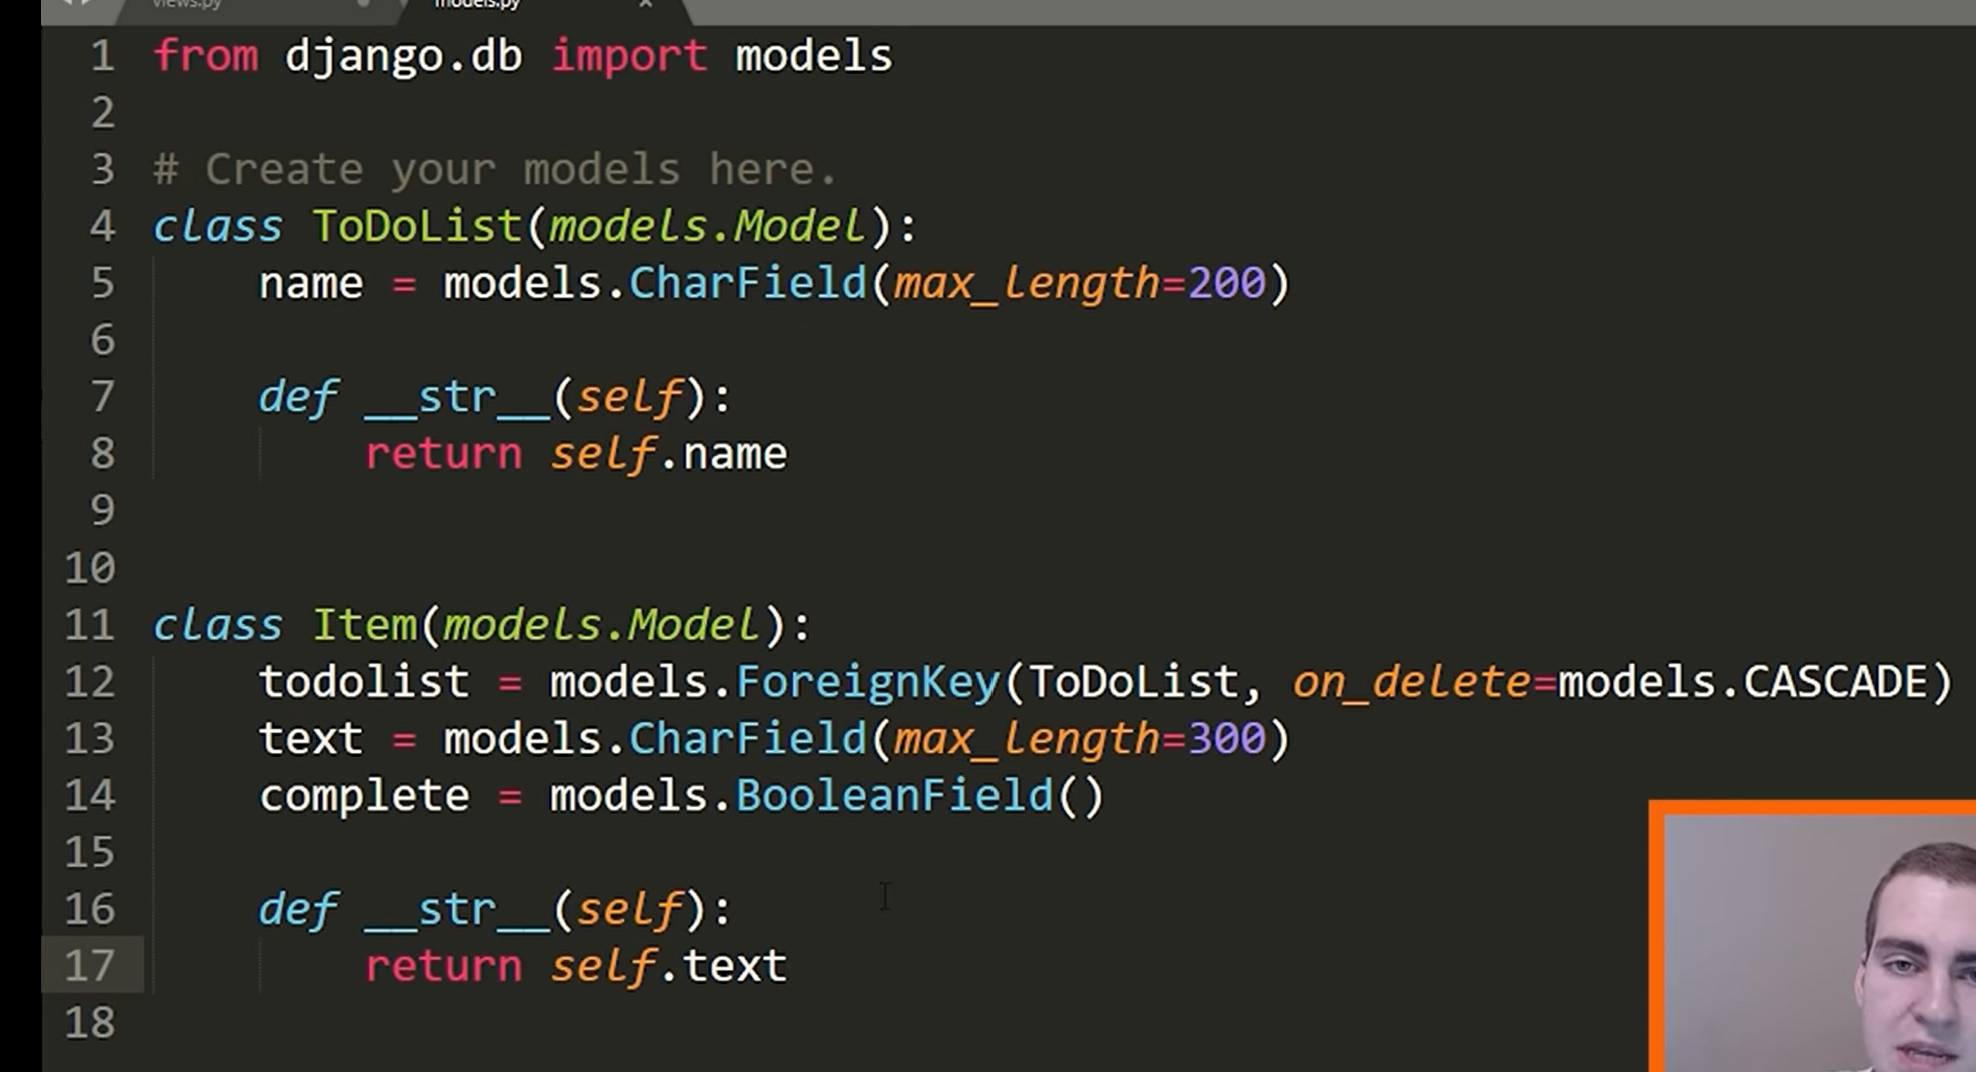 views.py models.py ×
1 from django.db import models
2
3 # Create your models here.
4 class ToDoList(models.Model):
5     name = models.CharField(max_length=200)
6
7     def __str__(self):
8         return self.name
9
10
11 class Item(models.Model):
12     todolist = models.ForeignKey(ToDoList, on_delete=models.CASCADE)
13     text = models.CharField(max_length=300)
14     complete = models.BooleanField()
15
16     def __str__(self):
17         return self.text
18